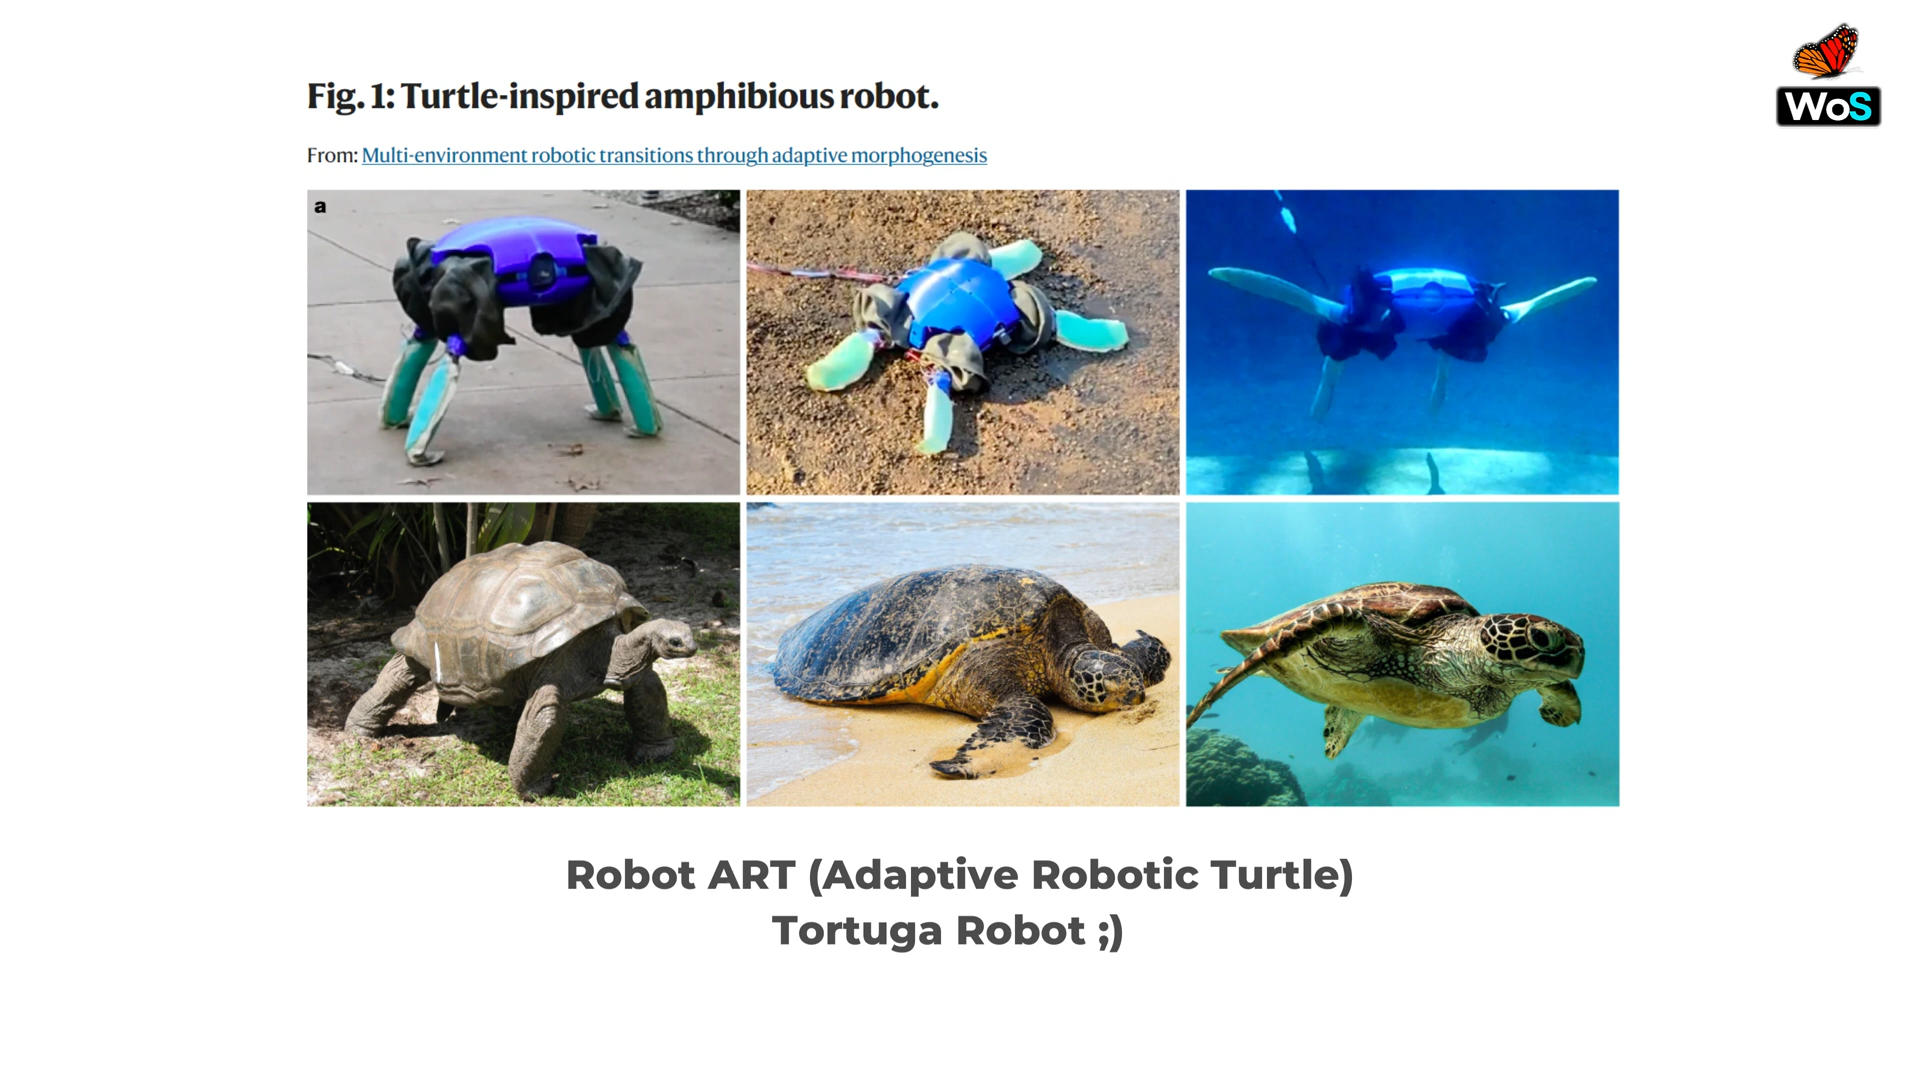 WoS
Fig. 1: Turtle-inspired amphibious robot.
From: Multi-environment robotic transitions through adaptive morphogenesis
a
Robot ART (Adaptive Robotic Turtle)
Tortuga Robot ;)